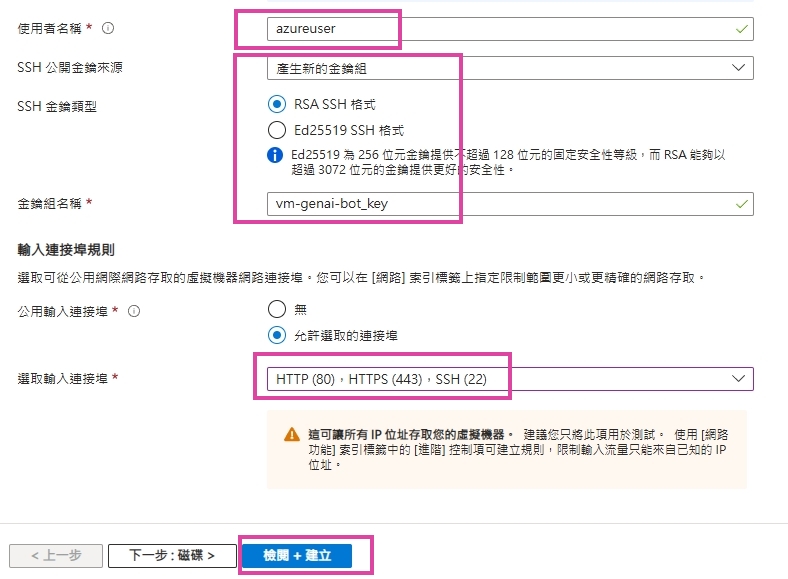 使用者名稱 *
azureuser
SSH 公開金鑰來源
產生新的金鑰組
SSH 金鑰類型
RSA SSH 格式
Ed25519 SSH 格式
Ed25519 為 256 位元金鑰提供不超過 128 位元的固定安全性等級，而 RSA 能夠以
超過 3072 位元的金鑰提供更好的安全性。
金鑰組名稱 *
vm-genai-bot_key
輸入連接埠規則
選取可從公用網際網路存取的虛擬機器網路連接埠。您可以在 [網路] 索引標籤上指定限制範圍更小或更精確的網路存取。
公用輸入連接埠 *
無
允許選取的連接埠
選取輸入連接埠 *
HTTP (80)，HTTPS (443)，SSH (22)
這可讓所有 IP 位址存取您的虛擬機器。 建議您只將此項用於測試。 使用 [網路
功能] 索引標籤中的 [進階] 控制項可建立規則，限制輸入流量只能來自已知的 IP
位址。
< 上一步
下一步 : 磁碟 >
檢閱 + 建立